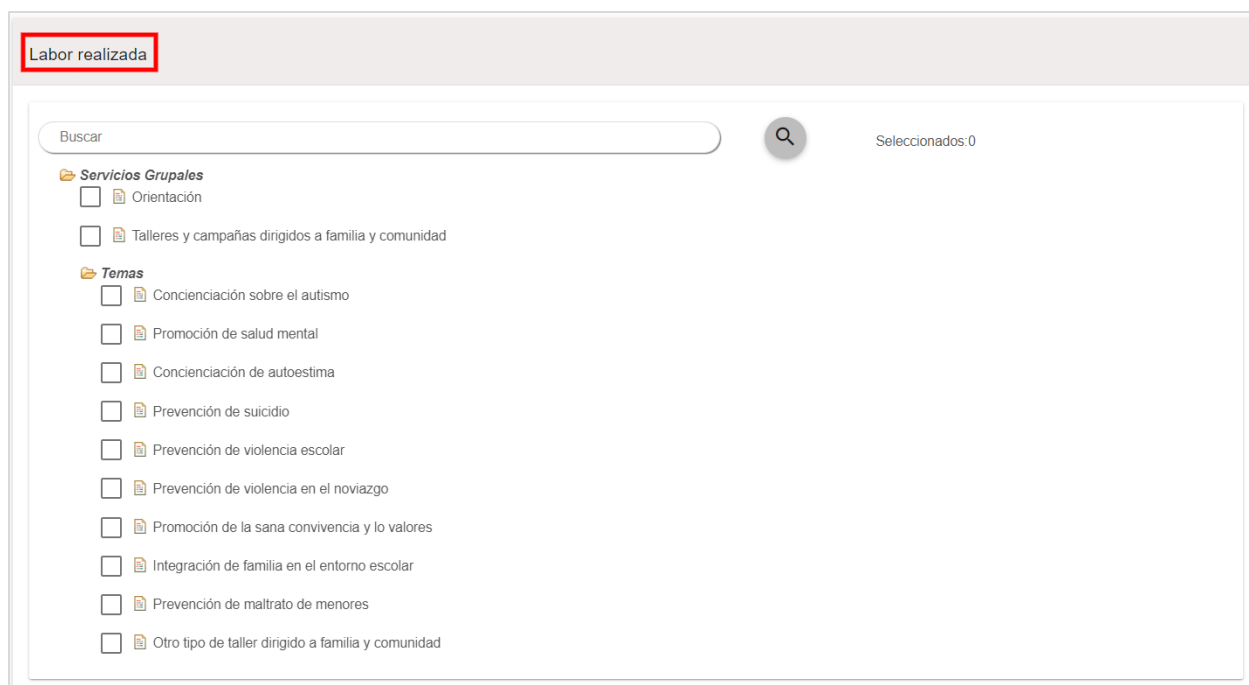 Labor realizada
Buscar
Seleccionados:0
Servicios Grupales
Orientación
Talleres y campañas dirigidos a familia y comunidad
Temas
Concienciación sobre el autismo
Promoción de salud mental
Concienciación de autoestima
Prevención de suicidio
Prevención de violencia escolar
Prevención de violencia en el noviazgo
Promoción de la sana convivencia y lo valores
Integración de familia en el entorno escolar
Prevención de maltrato de menores
Otro tipo de taller dirigido a familia y comunidad